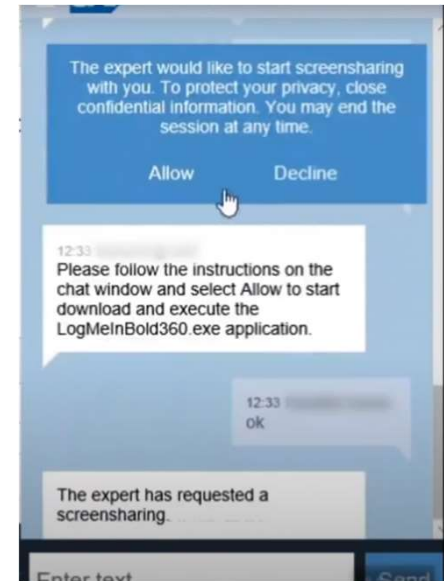 The expert would like to start screensharing
with you. To protect your privacy, close
confidential information. You may end the
session at any time.
Allow Decline
12:33
Please follow the instructions on the
chat window and select Allow to start
download and execute the
LogMeInBold360.exe application.
12:33
ok
The expert has requested a
screensharing.
Enter text
Send